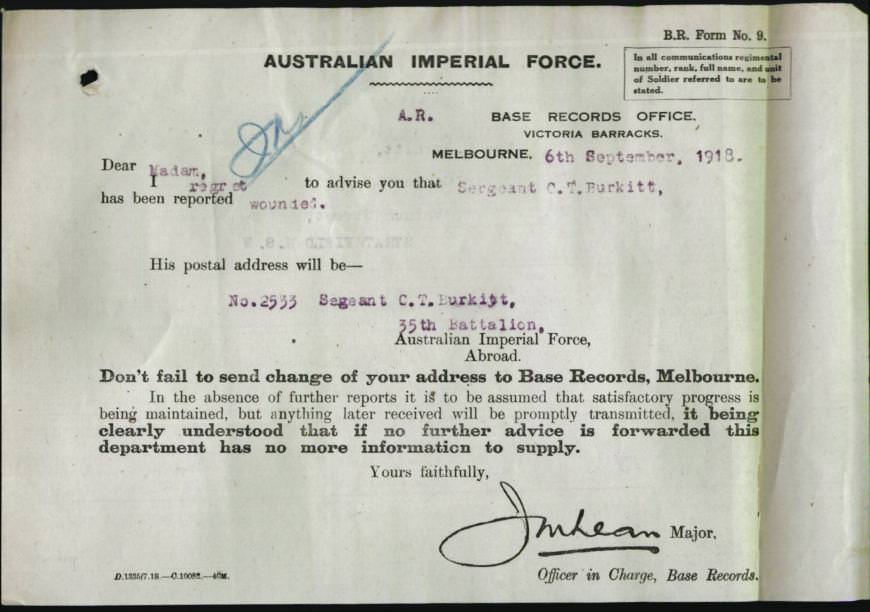 B.R. Form No. 9.
AUSTRALIAN IMPERIAL FORCE.
In all communications regimental
number, rank, full name, and unit
of Soldier referred to are to be
stated.
A.R. BASE RECORDS OFFICE.
VICTORIA BARRACKS.
MELBOURNE, 6th September, 1918.
Dear Madam,
I regret to advise you that Sergeant C.T.Burkitt,
has been reported wounded.
His postal address will be—
No.2533 Segeant C.T.Burkitt,
35th Battalion,
Australian Imperial Force,
Abroad.
Don't fail to send change of your address to Base Records, Melbourne.
In the absence of further reports it is to be assumed that satisfactory progress is
being maintained, but anything later received will be promptly transmitted, it being
clearly understood that if no further advice is forwarded this
department has no more information to supply.
Yours faithfully,
JMLean Major,
D.1335/7.18.—C.10088.—40M. Officer in Charge, Base Records.